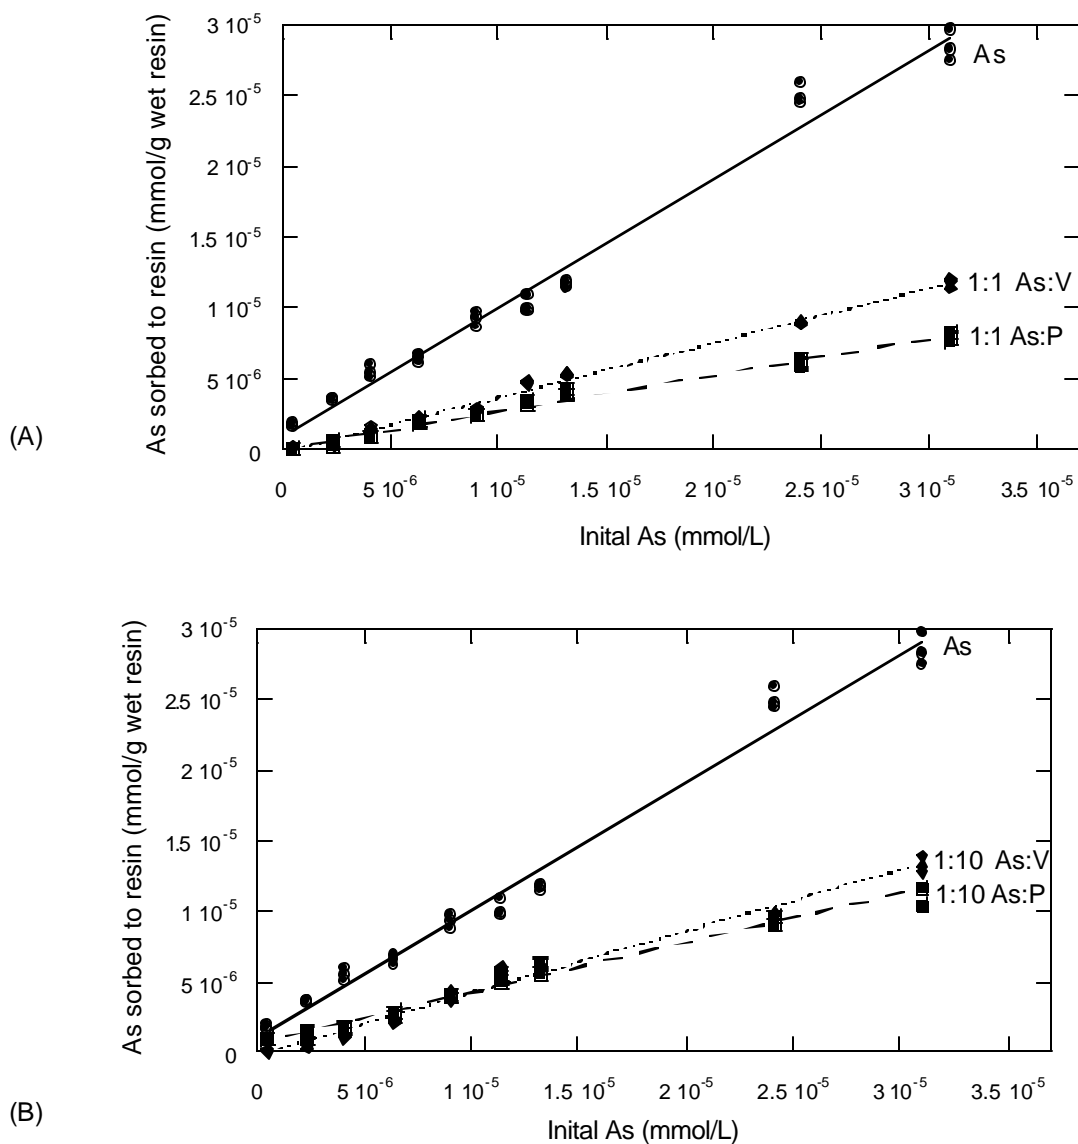 3 10-5
2.5 10-5
2 10-5
1.5 10-5
1 10-5
5 10-6
0
As sorbed to resin (mmol/g wet resin)
As
1:1 As:V
1:1 As:P
(A)
0
5 10-6
1 10-5
1.5 10-5
2 10-5
2.5 10-5
3 10-5
3.5 10-5
Inital As (mmol/L)
3 10-5
2.5 10-5
2 10-5
1.5 10-5
1 10-5
5 10-6
0
As sorbed to resin (mmol/g wet resin)
As
1:10 As:V
1:10 As:P
0
5 10-6
1 10-5
1.5 10-5
2 10-5
2.5 10-5
3 10-5
3.5 10-5
(B)
Inital As (mmol/L)